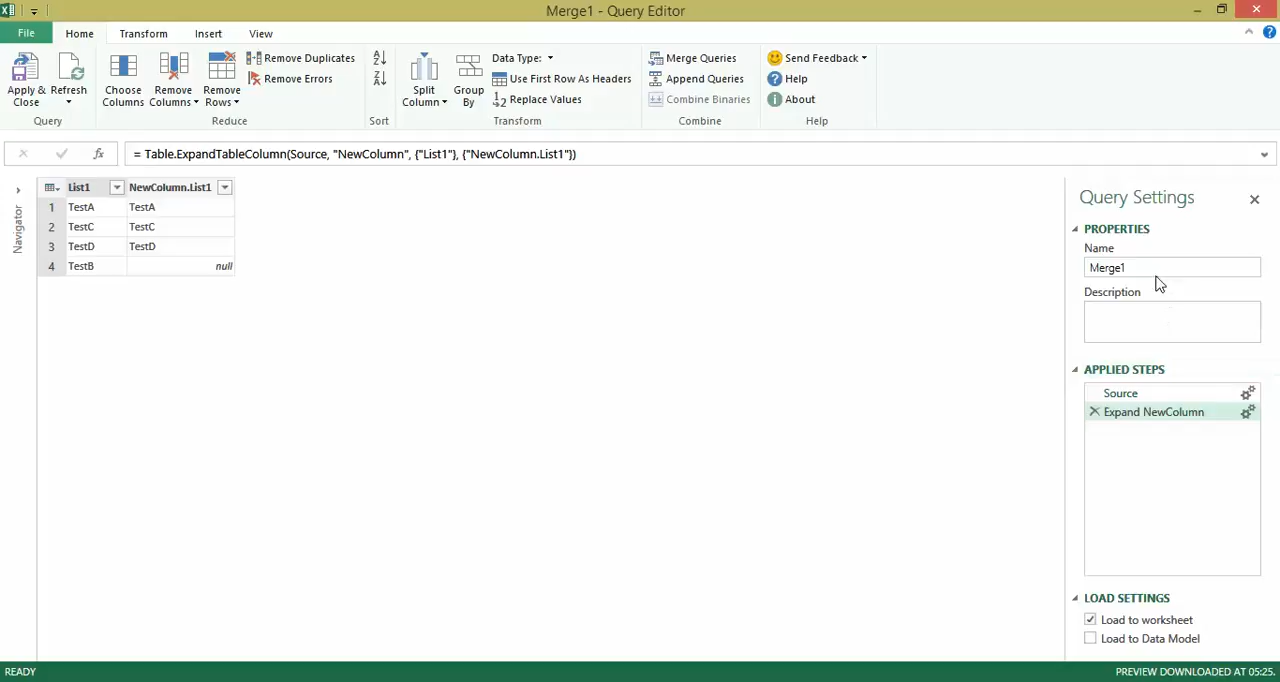 Merge1 - Query Editor
File Home Transform Insert View
Apply & Close
Refresh
Query
Choose Columns
Remove Columns
Remove Rows
Remove Duplicates
Remove Errors
Reduce
A Z
Z A
Sort
Split Column
Group By
Data Type:
Use First Row As Headers
1 2 Replace Values
Transform
Merge Queries
Append Queries
Combine Binaries
Combine
Send Feedback
Help
About
Help
fx = Table.ExpandTableColumn(Source, "NewColumn", {"List1"}, {"NewColumn.List1"})
Navigator
List1 NewColumn.List1
1 TestA TestA
2 TestC TestC
3 TestD TestD
4 TestB null
Query Settings
PROPERTIES
Name
Merge1
Description
APPLIED STEPS
Source
Expand NewColumn
LOAD SETTINGS
Load to worksheet
Load to Data Model
READY
PREVIEW DOWNLOADED AT 05:25.